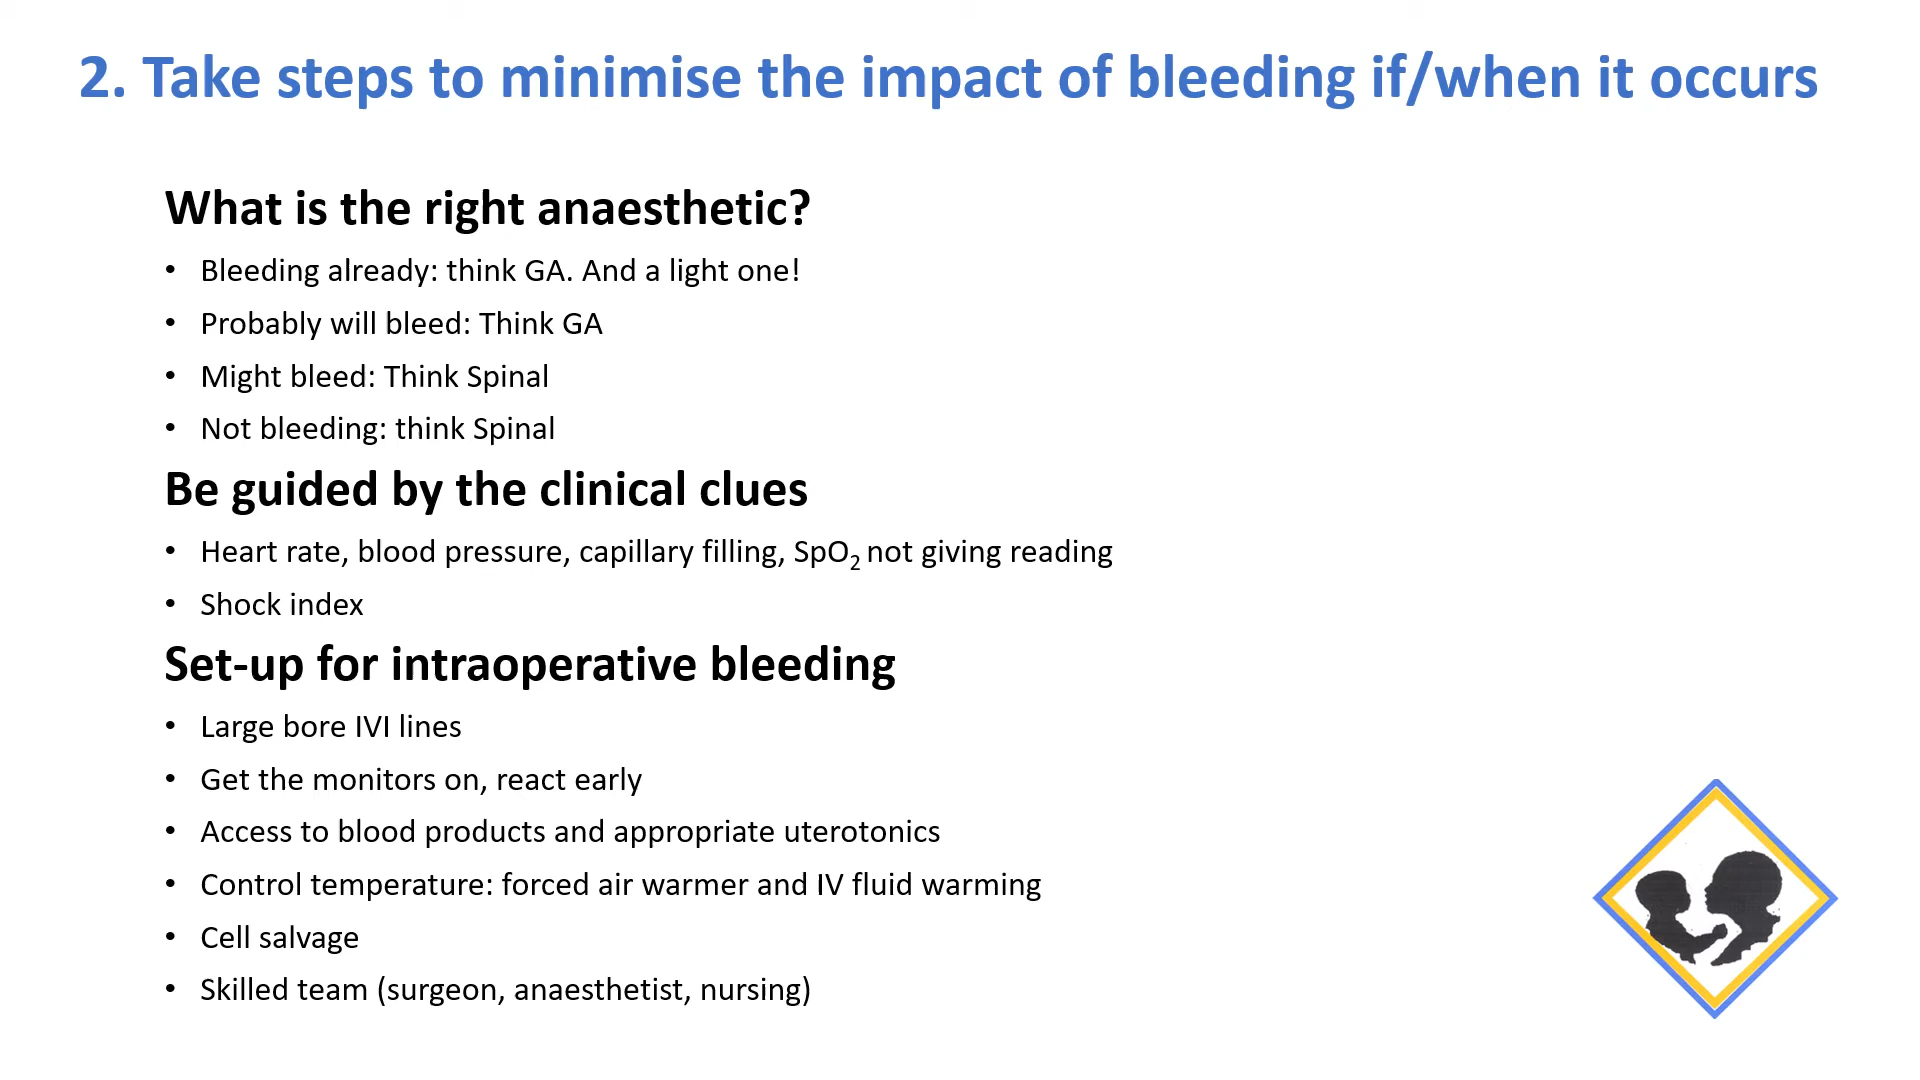 2. Take steps to minimise the impact of bleeding if/when it occurs
What is the right anaesthetic?
• Bleeding already: think GA. And a light one!
• Probably will bleed: Think GA
• Might bleed: Think Spinal
• Not bleeding: think Spinal
Be guided by the clinical clues
• Heart rate, blood pressure, capillary filling, SpO2 not giving reading
• Shock index
Set-up for intraoperative bleeding
• Large bore IVI lines
• Get the monitors on, react early
• Access to blood products and appropriate uterotonics
• Control temperature: forced air warmer and IV fluid warming
• Cell salvage
• Skilled team (surgeon, anaesthetist, nursing)